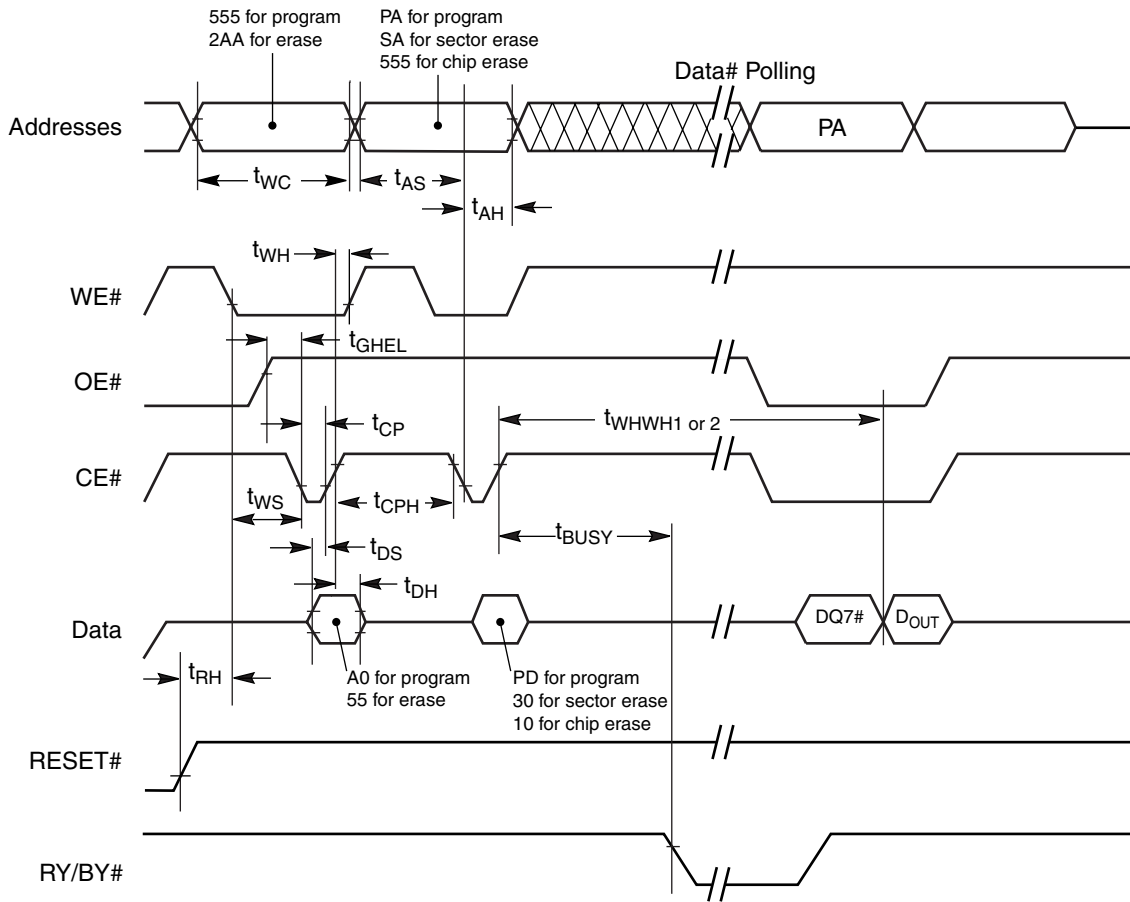 555 for program
2AA for erase
PA for program
SA for sector erase
555 for chip erase
Data# Polling
Addresses
PA
tWC
tAS
tAH
tWH
WE#
tGHEL
OE#
tWHWH1 or 2
tCP
CE#
tWS
tCPH
tBUSY
tDS
tDH
Data
DQ7#
DOUT
tRH
A0 for program
55 for erase
PD for program
30 for sector erase
10 for chip erase
RESET#
RY/BY#